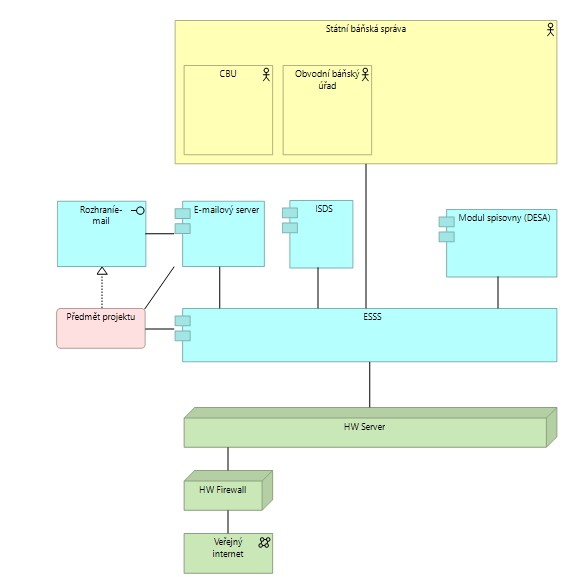 Státní báňská správa
CBU
Obvodní báňský
úřad
Rozhraníe-
mail
E-mailový server
ISDS
Modul spisovny (DESA)
Předmět projektu
ESSS
HW Server
HW Firewall
Veřejný
internet